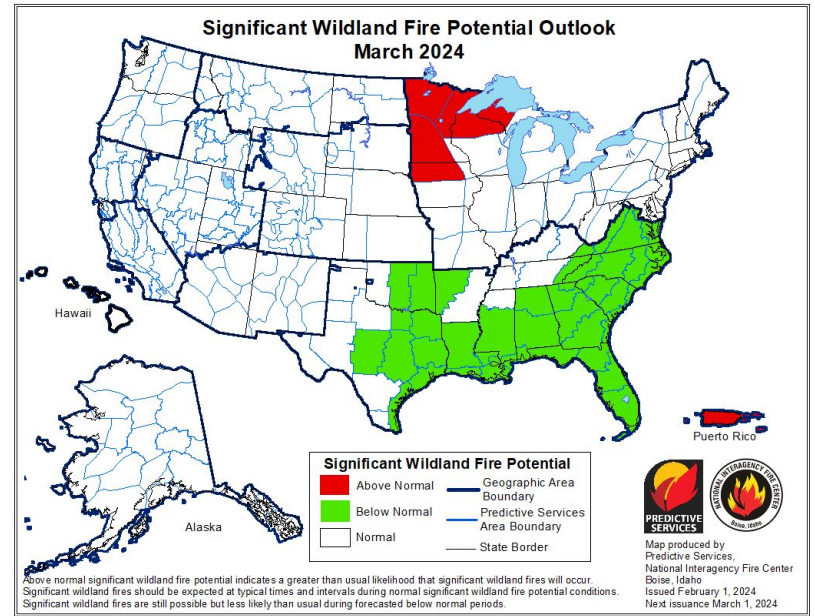 Significant Wildland Fire Potential Outlook
March 2024
Hawaii
Alaska
Puerto Rico
Significant Wildland Fire Potential
Above Normal
Below Normal
Normal
Geographic Area
Boundary
Predictive Services
Area Boundary
State Border
PREDICTIVE
SERVICES
NATIONAL INTERAGENCY FIRE CENTER
Boise, Idaho
Map produced by
Predictive Services,
National Interagency Fire Center
Boise, Idaho
Issued February 1, 2024
Next issuance March 1, 2024
Above normal significant wildland fire potential indicates a greater than usual likelihood that significant wildland fires will occur.
Significant wildland fires should be expected at typical times and intervals during normal significant wildland fire potential conditions.
Significant wildland fires are still possible but less likely than usual during forecasted below normal periods.